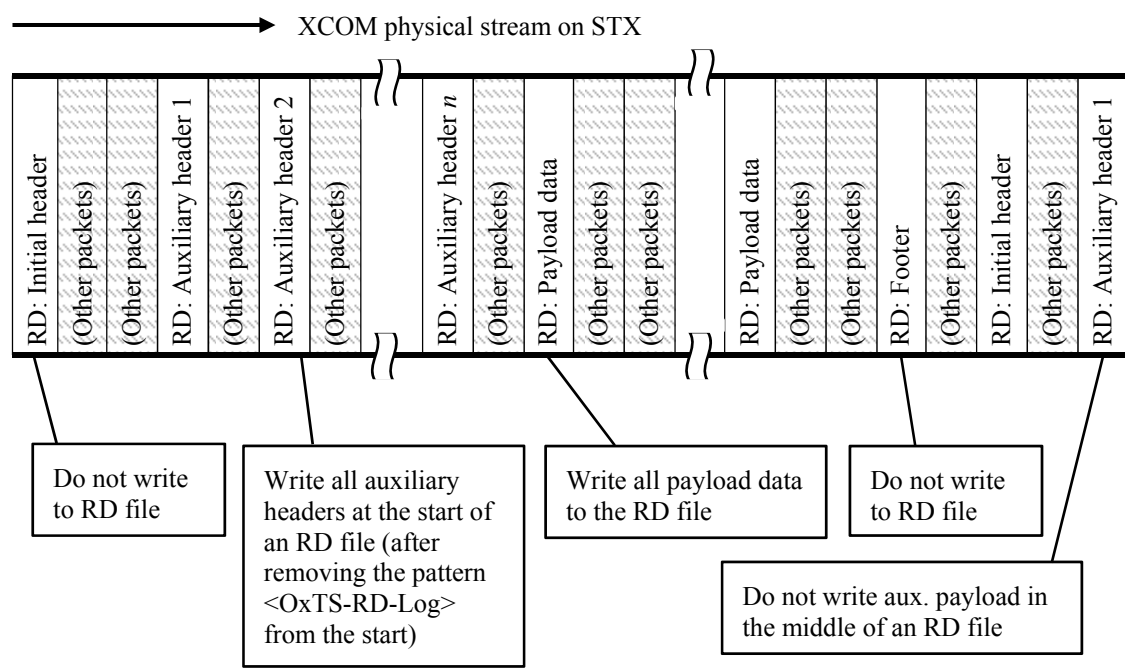 XCOM physical stream on STX
RD: Initial header
(Other packets)
(Other packets)
RD: Auxiliary header 1
(Other packets)
RD: Auxiliary header 2
(Other packets)
RD: Auxiliary header n
(Other packets)
RD: Payload data
(Other packets)
(Other packets)
RD: Payload data
(Other packets)
(Other packets)
RD: Footer
(Other packets)
RD: Initial header
(Other packets)
RD: Auxiliary header 1
Do not write
to RD file
Write all auxiliary
headers at the start of
an RD file (after
removing the pattern
<OxTS-RD-Log>
from the start)
Write all payload data
to the RD file
Do not write
to RD file
Do not write aux. payload in
the middle of an RD file